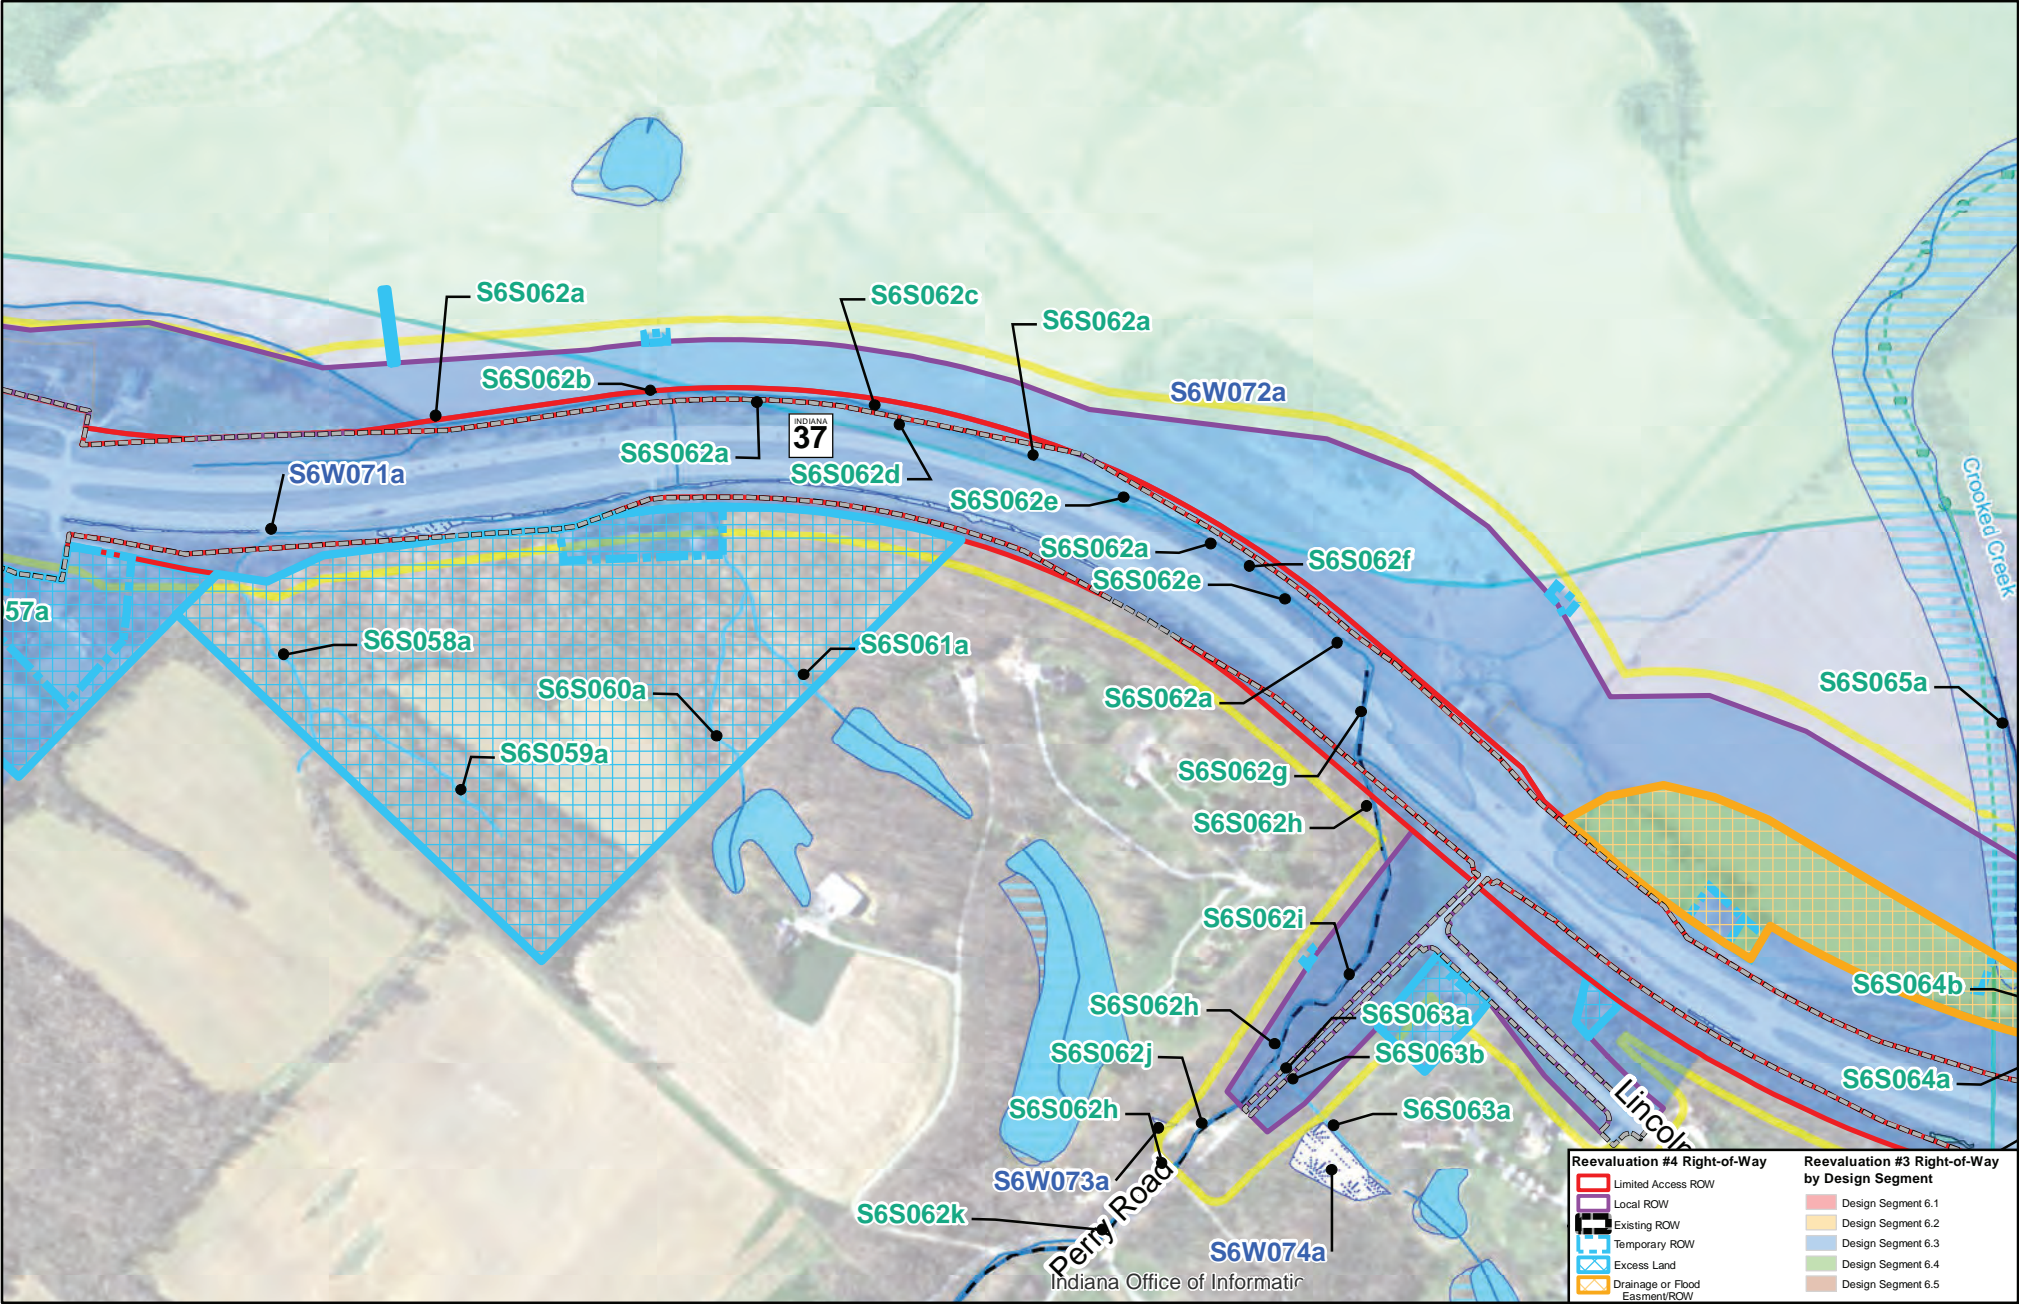 S6S062a
S6S062c
S6S062a
S6S062b
S6W072a
INDIANA
37
S6S062a
S6S062d
S6W071a
S6S062e
Crooked Creek
S6S062a
S6S062f
S6S062e
57a
S6S058a
S6S061a
S6S060a
S6S062a
S6S065a
S6S059a
S6S062g
S6S062h
S6S062i
S6S064b
S6S062h
S6S063a
S6S062j
S6S063b
S6S064a
S6S062h
S6S063a
Lincoln
S6W073a
S6S062k
Perry Road
S6W074a
Indiana Office of Informatic
Reevaluation #4 Right-of-Way
Limited Access ROW
Local ROW
Existing ROW
Temporary ROW
Excess Land
Drainage or Flood
Easment/ROW
Reevaluation #3 Right-of-Way
by Design Segment
Design Segment 6.1
Design Segment 6.2
Design Segment 6.3
Design Segment 6.4
Design Segment 6.5